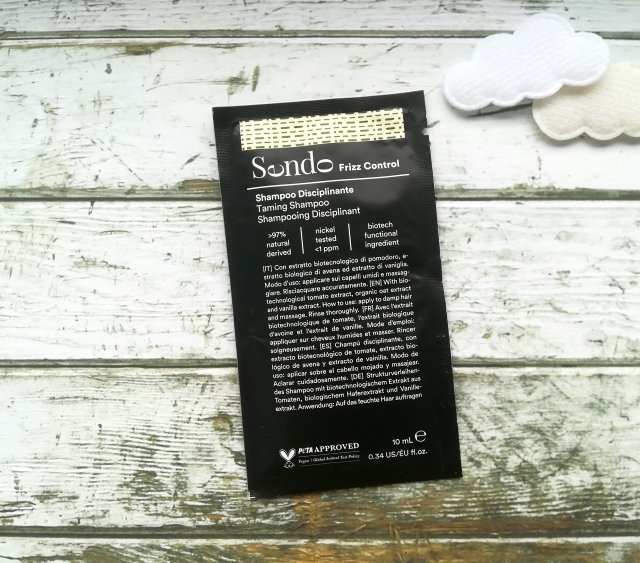 Sendo Frizz Control
Shampoo Disciplinante
Taming Shampoo
Shampooing Disciplinant
>97%
natural
derived
nickel
tested
<1 ppm
biotech
functional
ingredient
[IT] Con estratto biotecnologico di pomodoro, e-
stratto biologico di avena ed estratto di vaniglia.
Modo d'uso: applicare sui capelli umidi e massag-
giare. Risciacquare accuratamente. [EN] With bio-
technological tomato extract, organic oat extract
and vanilla extract. How to use: apply to damp hair
and massage. Rinse thoroughly. [FR] Avec l'extrait
biotechnologique de tomate, l'extrait biologique
d'avoine et l'extrait de vanille. Mode d'emploi:
appliquer sur cheveux humides et masser. Rincer
soigneusement. [ES] Champú disciplinante, con
extracto biotecnológico de tomate, extracto bio-
lógico de avena y extracto de vainilla. Modo de
uso: aplicar sobre el cabello mojado y masajear.
Aclarar cuidadosamente. [DE] Strukturverleihen-
des Shampoo mit biotechnologischem Extrakt aus
Tomaten, biologischem Haferextrakt und Vanille-
extrakt. Anwendung: Auf das feuchte Haar auftragen
PETA APPROVED
Vegan | Global Animal Test Policy
10 mL ℮
0.34 US/ÉU fl.oz.